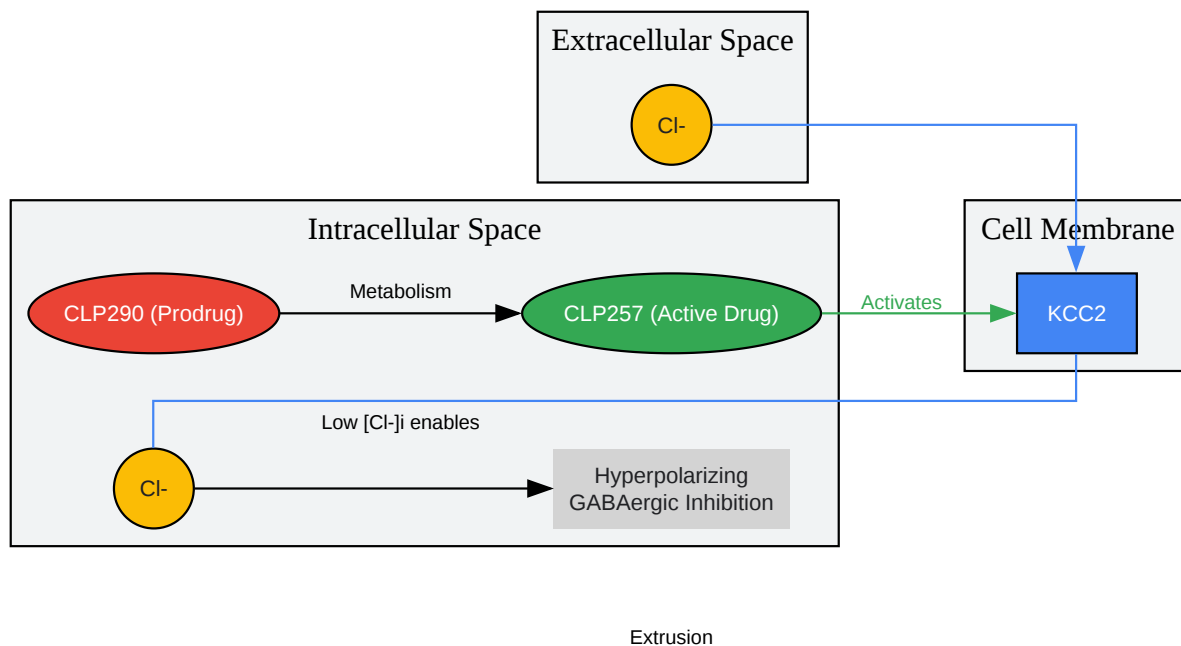 Extracellular Space
Cl-
Intracellular Space
Cell Membrane
CLP290 (Prodrug)
Metabolism
CLP257 (Active Drug)
Activates
KCC2
Low [Cl-]i enables
Cl-
Hyperpolarizing
GABAergic Inhibition
Extrusion